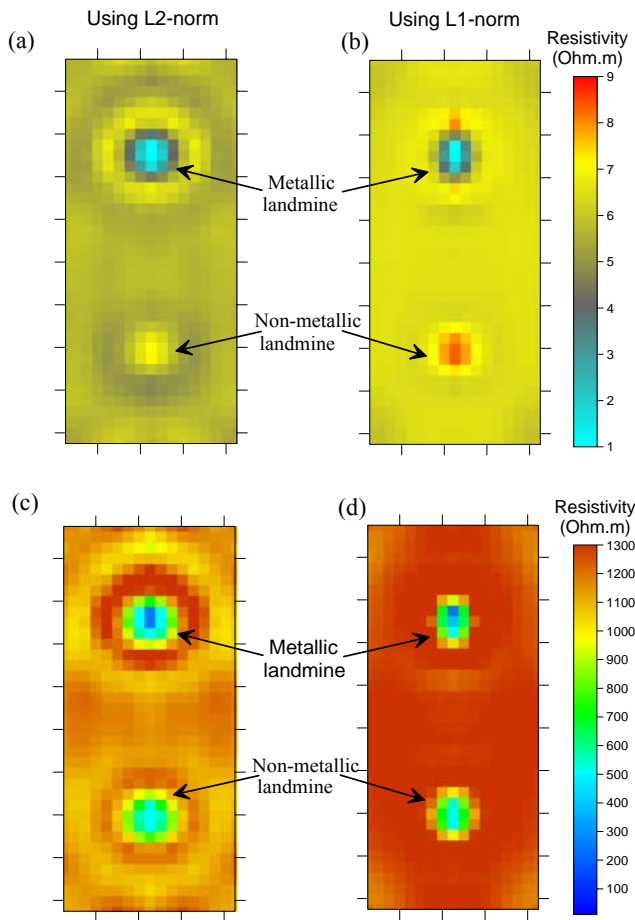 Using L2-norm
Using L1-norm
(a)
(b)
Resistivity
(Ohm.m)
9
8
7
6
5
4
3
2
1
Metallic
landmine
Non-metallic
landmine
(c)
(d)
Resistivity
(Ohm.m)
1300
1200
1100
1000
900
800
700
600
500
400
300
200
100
Metallic
landmine
Non-metallic
landmine